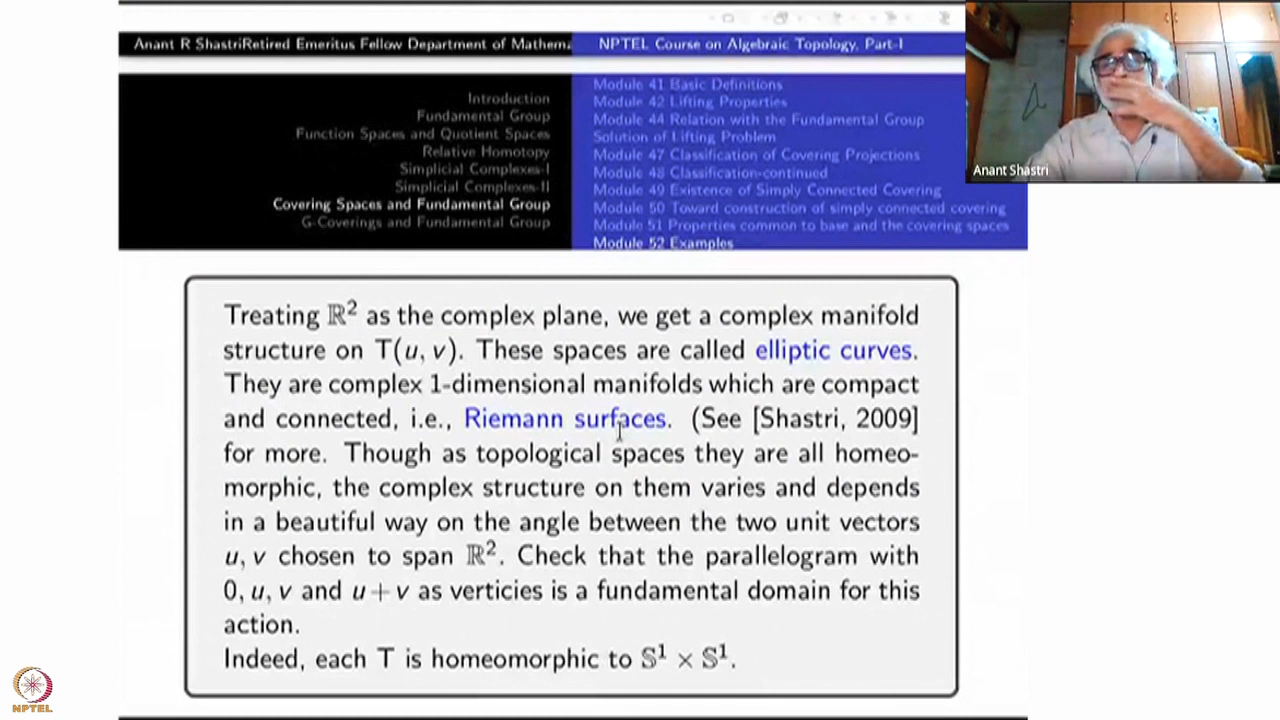 Anant R ShastriRetired Emeritus Fellow Department of Mathema
NPTEL Course on Algebraic Topology, Part-I
Introduction
Fundamental Group
Function Spaces and Quotient Spaces
Relative Homotopy
Simplicial Complexes-I
Simplicial Complexes-II
Covering Spaces and Fundamental Group
G-Coverings and Fundamental Group
Module 41 Basic Definitions
Module 42 Lifting Properties
Module 44 Relation with the Fundamental Group
Solution of Lifting Problem
Module 47 Classification of Covering Projections
Module 48 Classification-continued
Module 49 Existence of Simply Connected Covering
Module 50 Toward construction of simply connected covering
Module 51 Properties common to base and the covering spaces
Module 52 Examples
Anant Shastri
Treating ℝ² as the complex plane, we get a complex manifold
structure on T(u, v). These spaces are called elliptic curves.
They are complex 1-dimensional manifolds which are compact
and connected, i.e., Riemann surfaces. (See [Shastri, 2009]
for more. Though as topological spaces they are all homeo-
morphic, the complex structure on them varies and depends
in a beautiful way on the angle between the two unit vectors
u, v chosen to span ℝ². Check that the parallelogram with
0, u, v and u + v as verticies is a fundamental domain for this
action.
Indeed, each T is homeomorphic to 𝕊¹ × 𝕊¹.
NPTEL